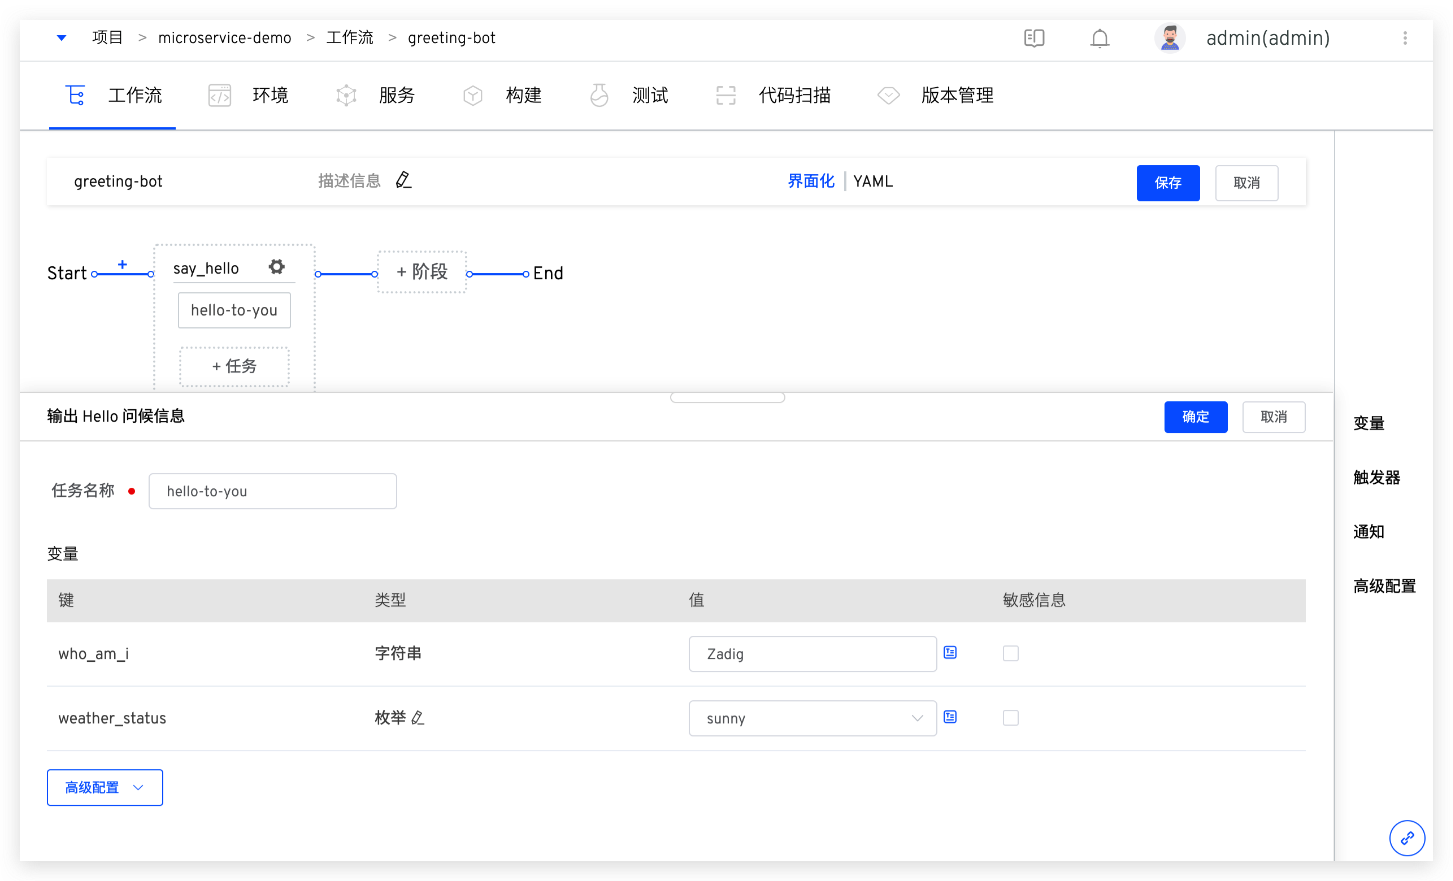 项目 > microservice-demo > 工作流 > greeting-bot admin(admin)
工作流 环境 服务 构建 测试 代码扫描 版本管理
greeting-bot 描述信息 界面化 | YAML 保存 取消
Start + say_hello + 阶段 End
hello-to-you
+ 任务
输出 Hello 问候信息 确定 取消
任务名称 hello-to-you
变量
键 类型 值 敏感信息
who_am_i 字符串 Zadig
weather_status 枚举 sunny
高级配置
变量
触发器
通知
高级配置